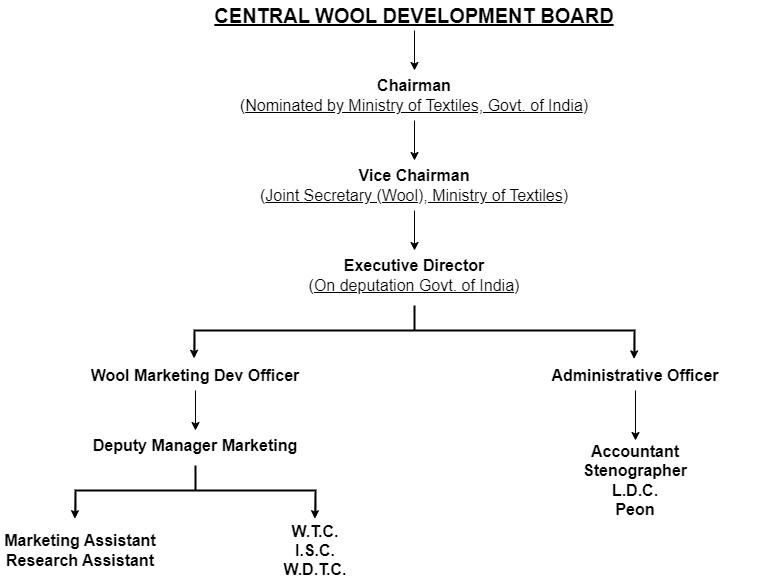 CENTRAL WOOL DEVELOPMENT BOARD
Chairman
(Nominated by Ministry of Textiles, Govt. of India)
Vice Chairman
(Joint Secretary (Wool), Ministry of Textiles)
Executive Director
(On deputation Govt. of India)
Wool Marketing Dev Officer
Administrative Officer
Deputy Manager Marketing
Accountant
Stenographer
L.D.C.
Peon
Marketing Assistant
Research Assistant
W.T.C.
I.S.C.
W.D.T.C.